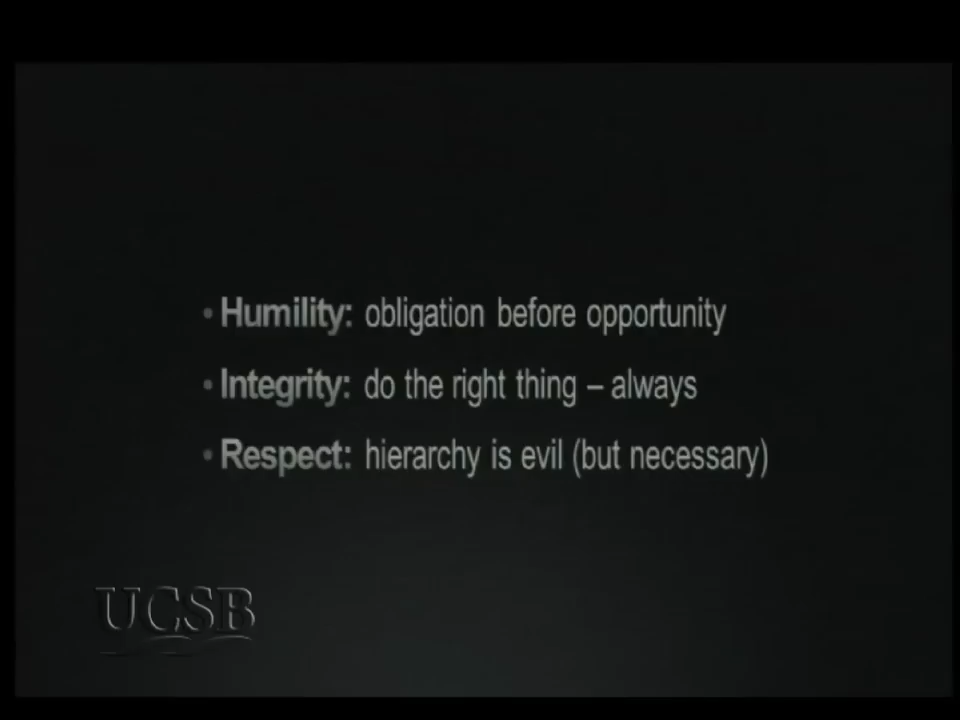 • Humility: obligation before opportunity
• Integrity: do the right thing – always
• Respect: hierarchy is evil (but necessary)
UCSB